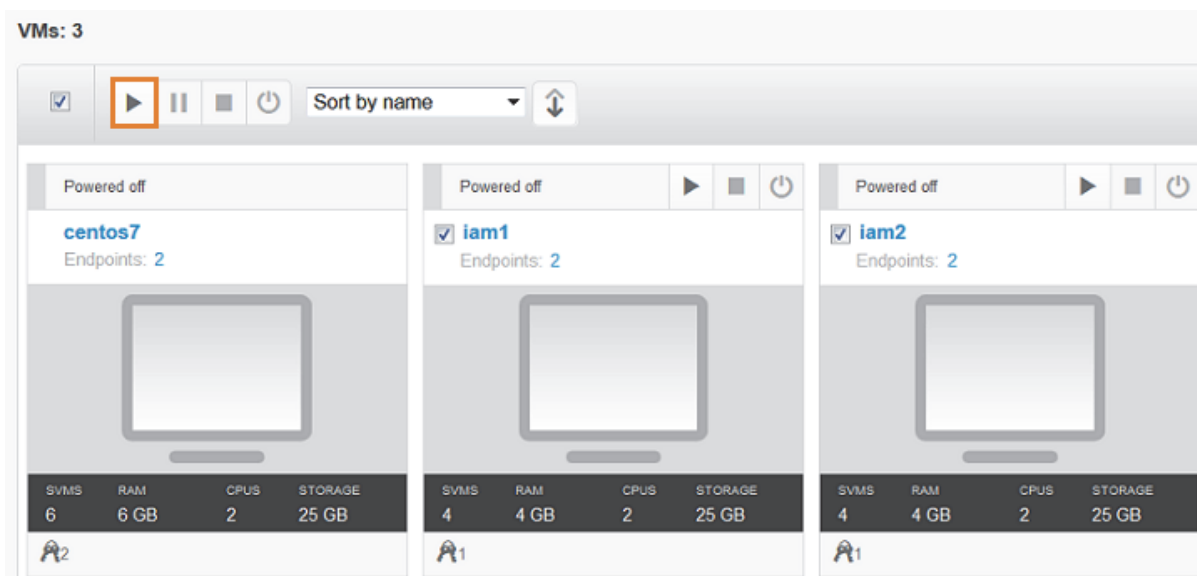 VMs: 3
Sort by name
Powered off Powered off Powered off
centos7 iam1 iam2
Endpoints: 2 Endpoints: 2 Endpoints: 2
SVMS RAM CPUS STORAGE SVMS RAM CPUS STORAGE SVMS RAM CPUS STORAGE
6 6 GB 2 25 GB 4 4 GB 2 25 GB 4 4 GB 2 25 GB
2 1 1